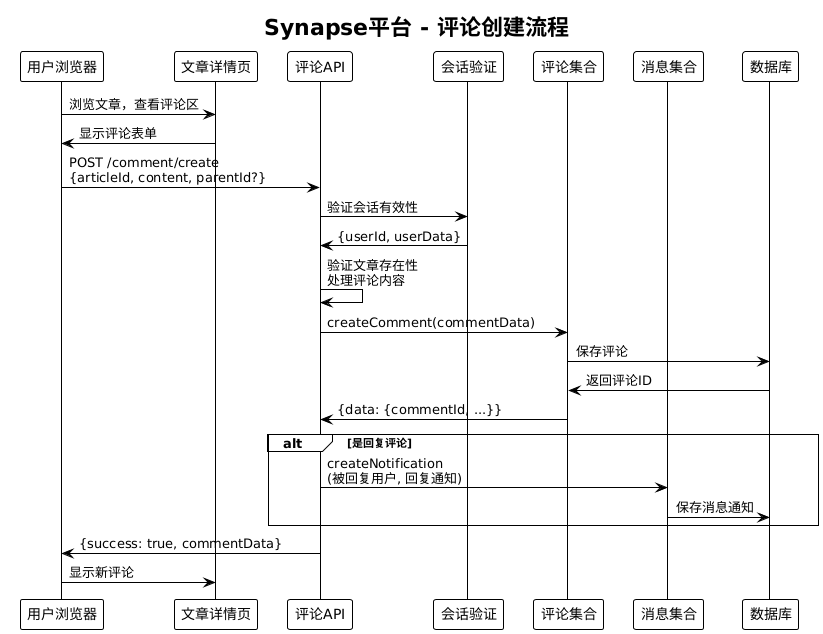 Synapse平台 - 评论创建流程
用户浏览器 文章详情页 评论API 会话验证 评论集合 消息集合 数据库
浏览文章，查看评论区
显示评论表单
POST /comment/create
{articleId, content, parentId?}
验证会话有效性
{userId, userData}
验证文章存在性
处理评论内容
createComment(commentData)
保存评论
返回评论ID
{data: {commentId, ...}}
alt [是回复评论]
createNotification
(被回复用户, 回复通知)
保存消息通知
{success: true, commentData}
显示新评论
用户浏览器 文章详情页 评论API 会话验证 评论集合 消息集合 数据库